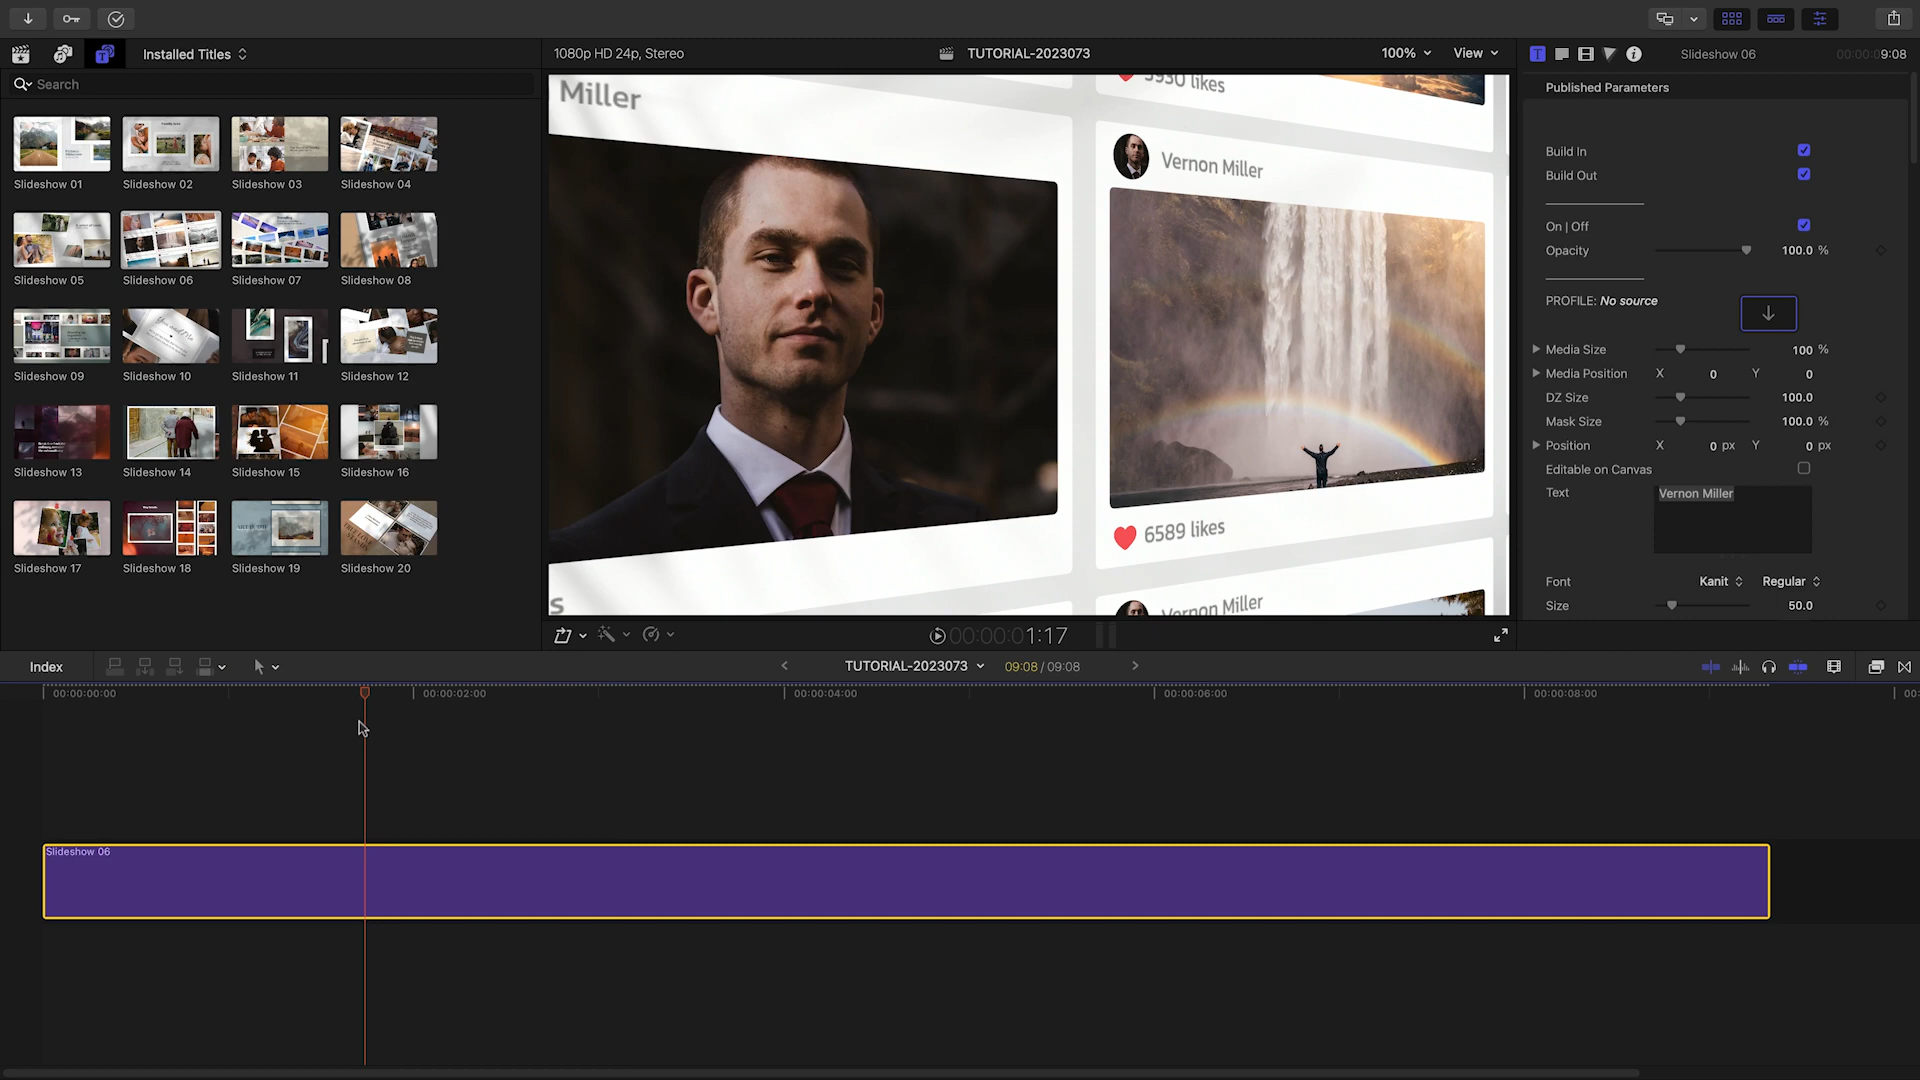 Installed Titles
1080p HD 24p, Stereo
TUTORIAL-2023073
100%
View
Slideshow 06
00:00:09:08
Search
Published Parameters
Slideshow 01
Slideshow 02
Slideshow 03
Slideshow 04
Slideshow 05
Slideshow 06
Slideshow 07
Slideshow 08
Slideshow 09
Slideshow 10
Slideshow 11
Slideshow 12
Slideshow 13
Slideshow 14
Slideshow 15
Slideshow 16
Slideshow 17
Slideshow 18
Slideshow 19
Slideshow 20
Miller
5930 likes
Vernon Miller
6589 likes
Vernon Miller
s
Build In
Build Out
On | Off
Opacity 100.0 %
PROFILE: No source
Media Size 100 %
Media Position X 0 Y 0
DZ Size 100.0
Mask Size 100.0 %
Position X 0 px Y 0 px
Editable on Canvas
Text Vernon Miller
Font Kanit Regular
Size 50.0
00:00:01:17
Index
TUTORIAL-2023073
09:08 / 09:08
00:00:00:00
00:00:02:00
00:00:04:00
00:00:06:00
00:00:08:00
00:
Slideshow 06